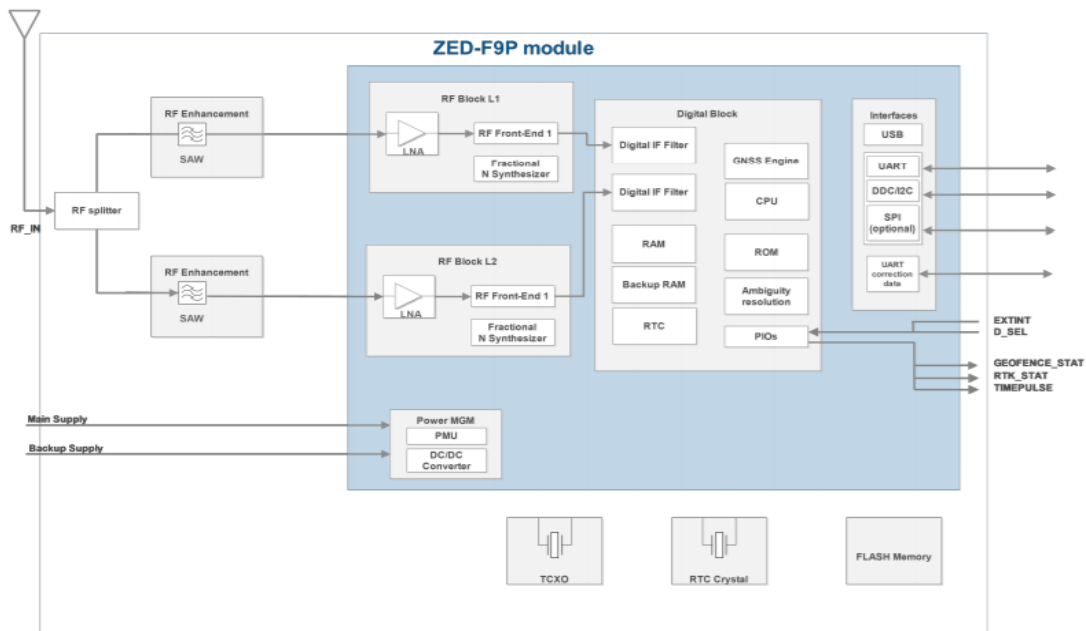 ZED-F9P module
RF_IN
RF splitter
RF Enhancement
SAW
RF Enhancement
SAW
RF Block L1
LNA
RF Front-End 1
Fractional
N Synthesizer
RF Block L2
LNA
RF Front-End 1
Fractional
N Synthesizer
Digital Block
Digital IF Filter
Digital IF Filter
RAM
Backup RAM
RTC
GNSS Engine
CPU
ROM
Ambiguity
resolution
PIOs
Interfaces
USB
UART
DDC/I2C
SPI
(optional)
UART
correction
data
EXTINT
D_SEL
GEOFENCE_STAT
RTK_STAT
TIMEPULSE
Main Supply
Backup Supply
Power MGM
PMU
DC/DC
Converter
TCXO
RTC Crystal
FLASH Memory